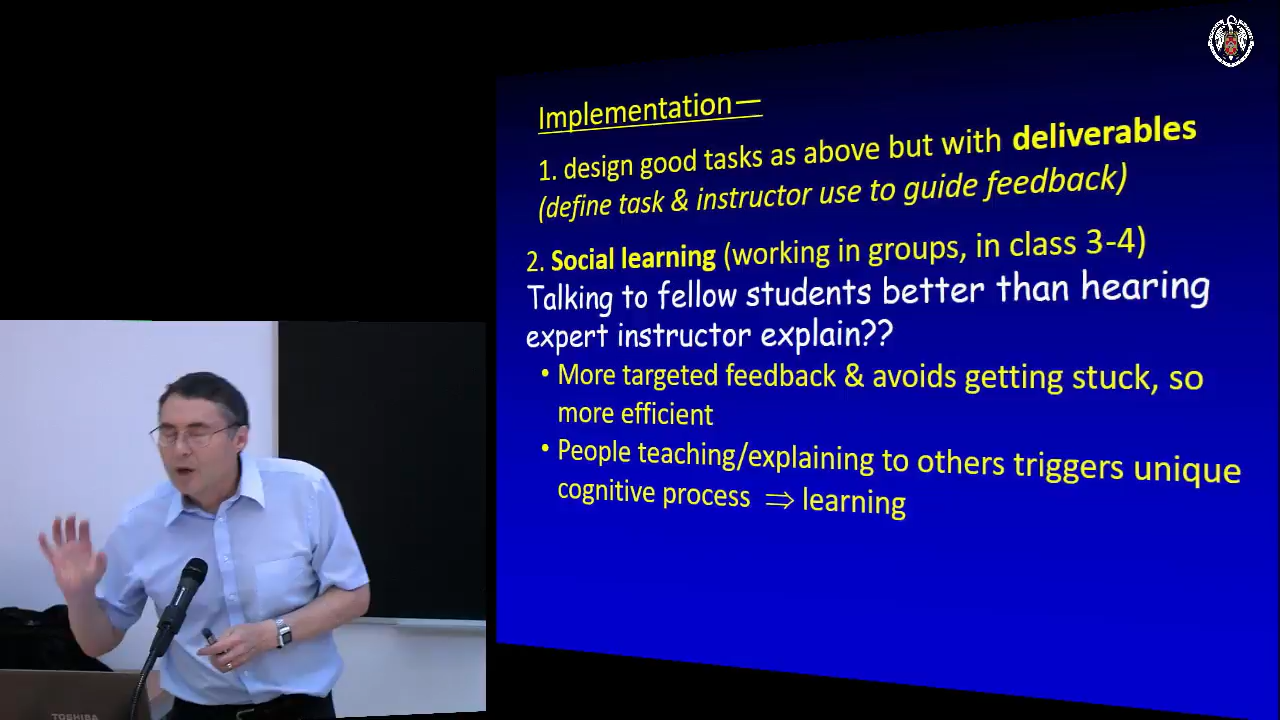 Implementation—
1. design good tasks as above but with deliverables
(define task & instructor use to guide feedback)
2. Social learning (working in groups, in class 3-4)
Talking to fellow students better than hearing
expert instructor explain??
• More targeted feedback & avoids getting stuck, so
more efficient
• People teaching/explaining to others triggers unique
cognitive process ⇒ learning
TOSHIBA